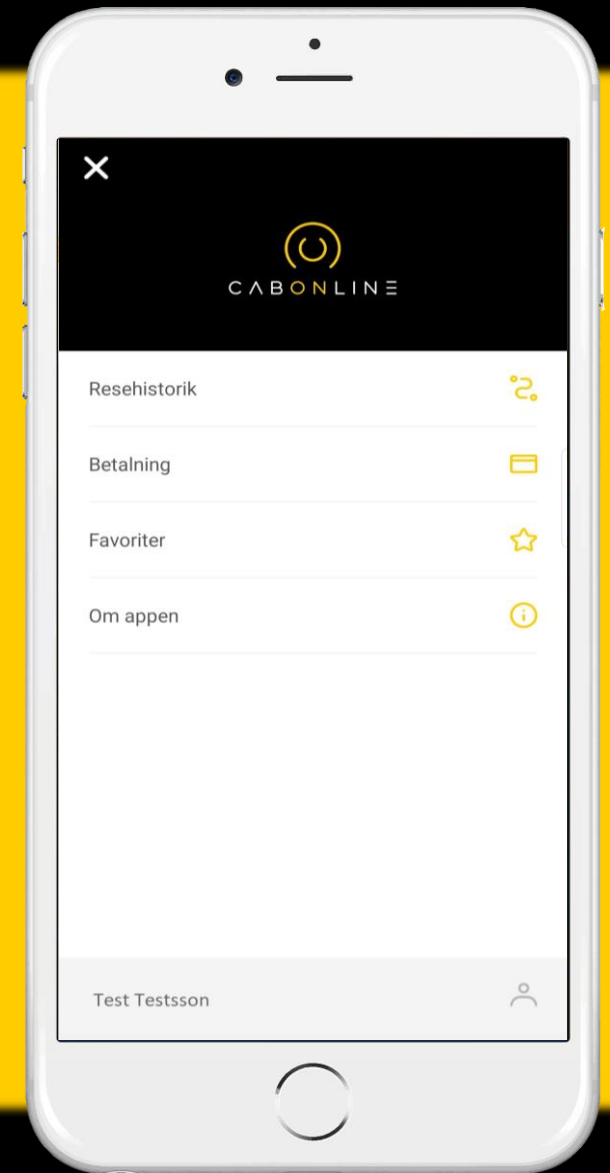 CABONLINE
Resehistorik
Betalning
Favoriter
Om appen
Test Testsson